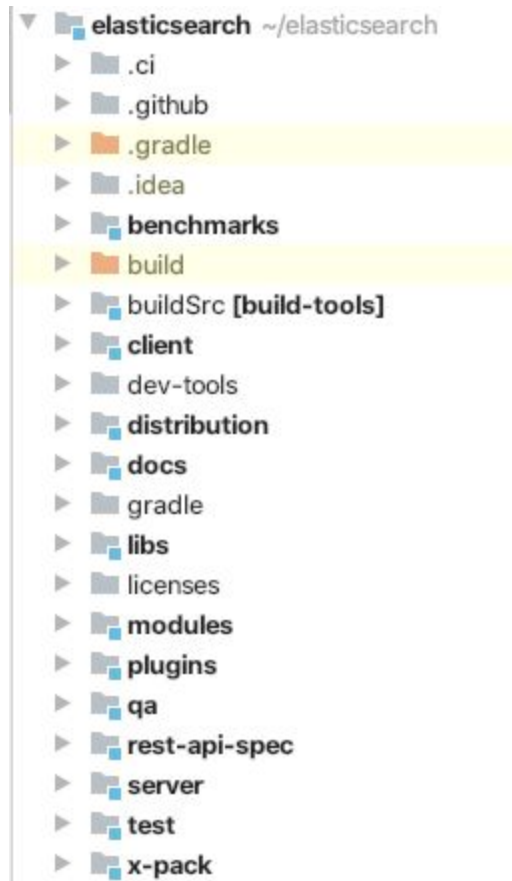 elasticsearch ~/elasticsearch
.ci
.github
.gradle
.idea
benchmarks
build
buildSrc [build-tools]
client
dev-tools
distribution
docs
gradle
libs
licenses
modules
plugins
qa
rest-api-spec
server
test
x-pack